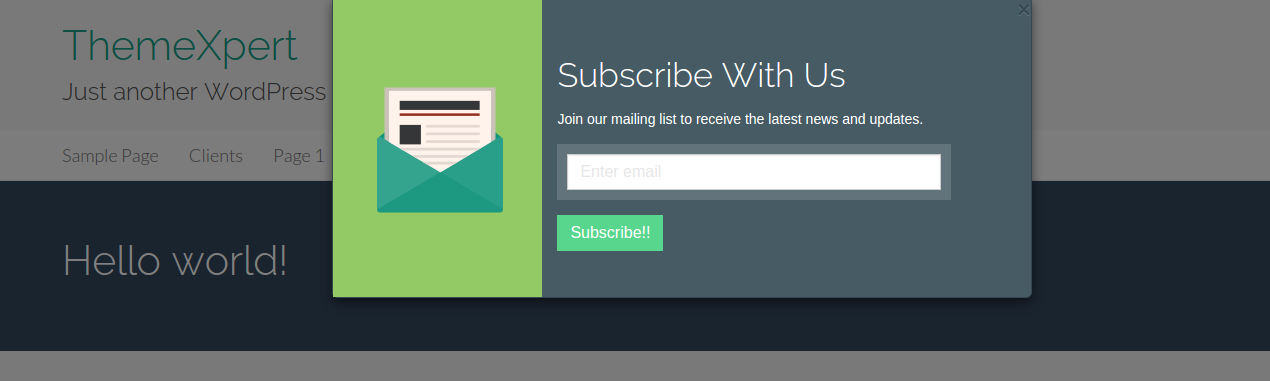 ThemeXpert
Just another WordPress
Sample Page Clients Page 1
Hello world!
×
Subscribe With Us
Join our mailing list to receive the latest news and updates.
Enter email
Subscribe!!